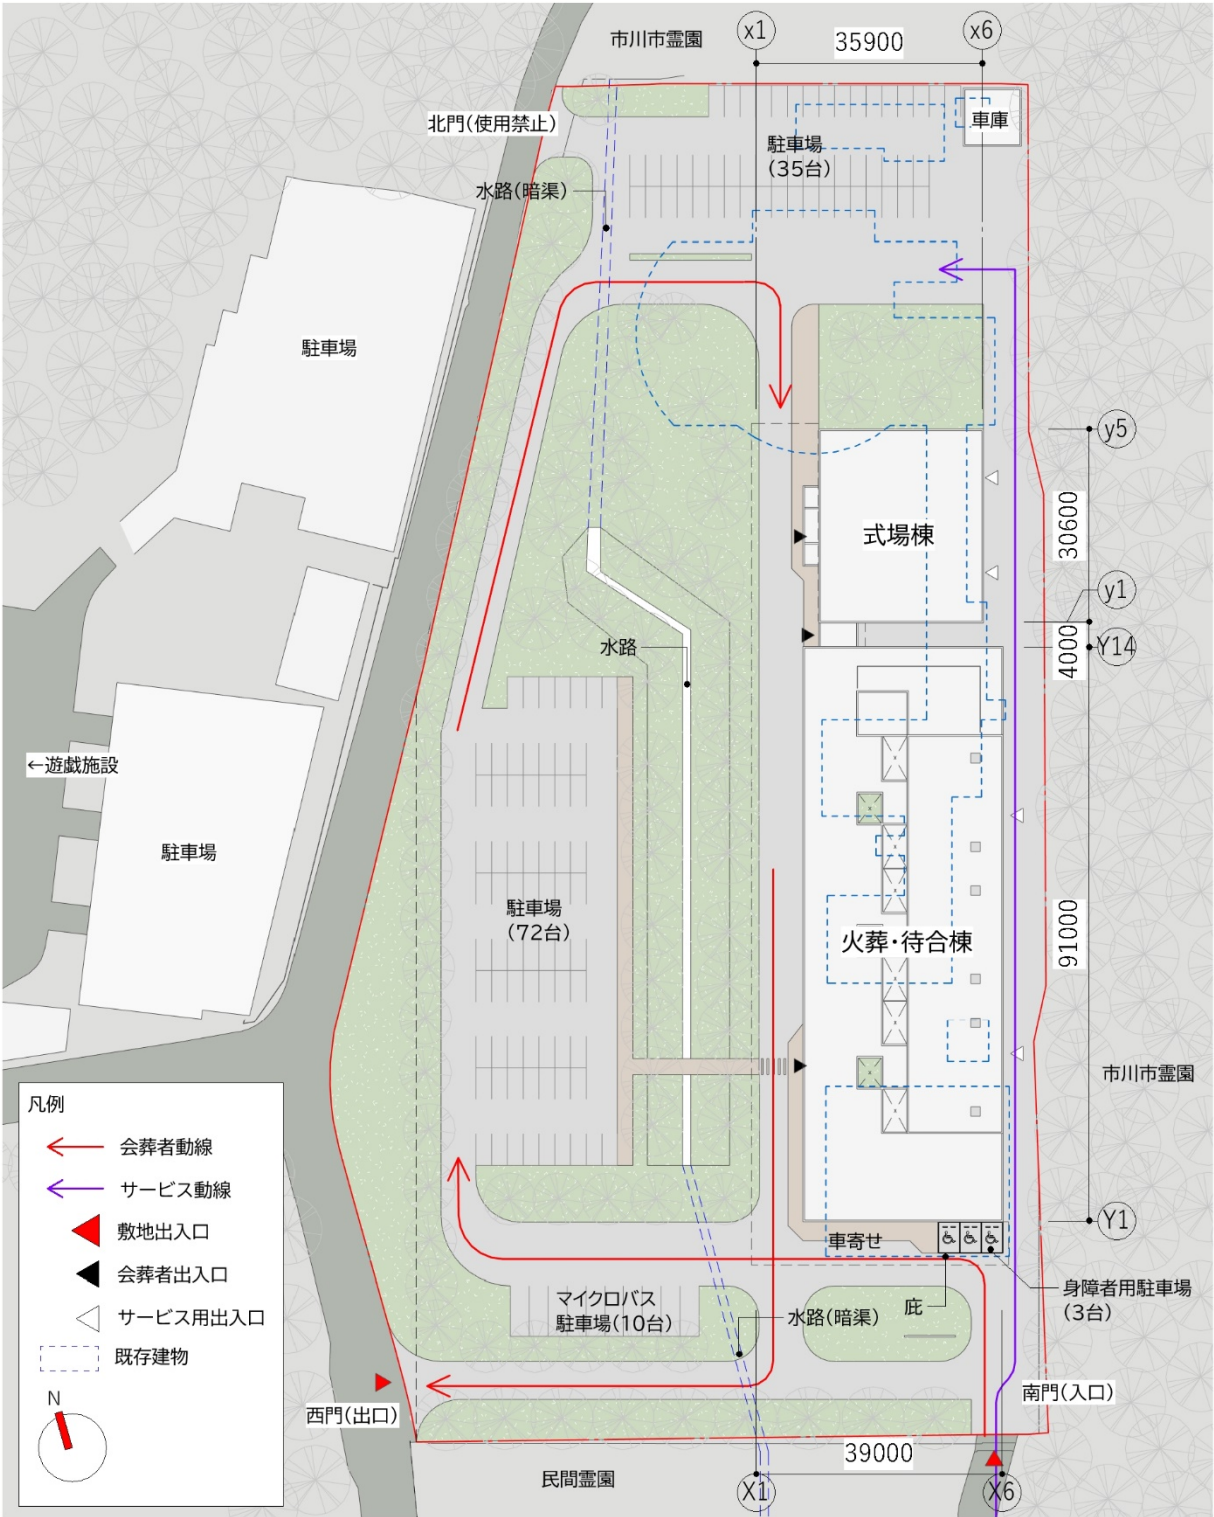 市川市霊園
x1
35900
x6
北門(使用禁止)
車庫
駐車場
(35台)
水路(暗渠)
駐車場
y5
30600
式場棟
y1
4000
Y14
水路
←遊戯施設
駐車場
駐車場
(72台)
火葬・待合棟
91000
市川市霊園
凡例
会葬者動線
サービス動線
敷地出入口
会葬者出入口
サービス用出入口
既存建物
N
Y1
車寄せ
身障者用駐車場
(3台)
マイクロバス
駐車場(10台)
水路(暗渠)
庇
南門(入口)
西門(出口)
39000
民間霊園
X1
X6